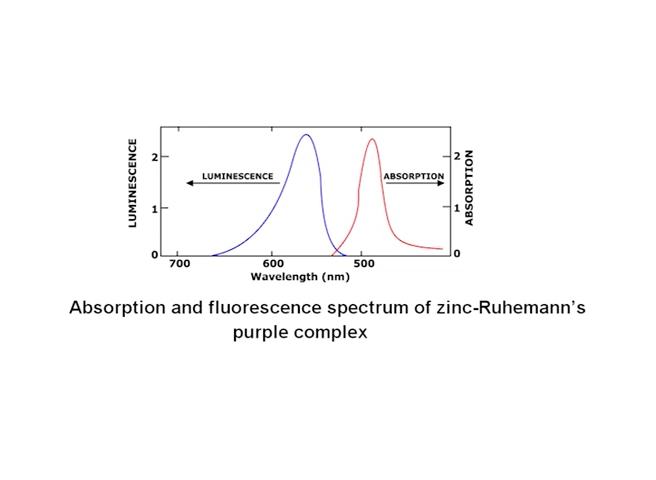 LUMINESCENCE
2
1
0
LUMINESCENCE
ABSORPTION
2
1
0
ABSORPTION
700
600
500
Wavelength (nm)
Absorption and fluorescence spectrum of zinc-Ruhemann's
purple complex